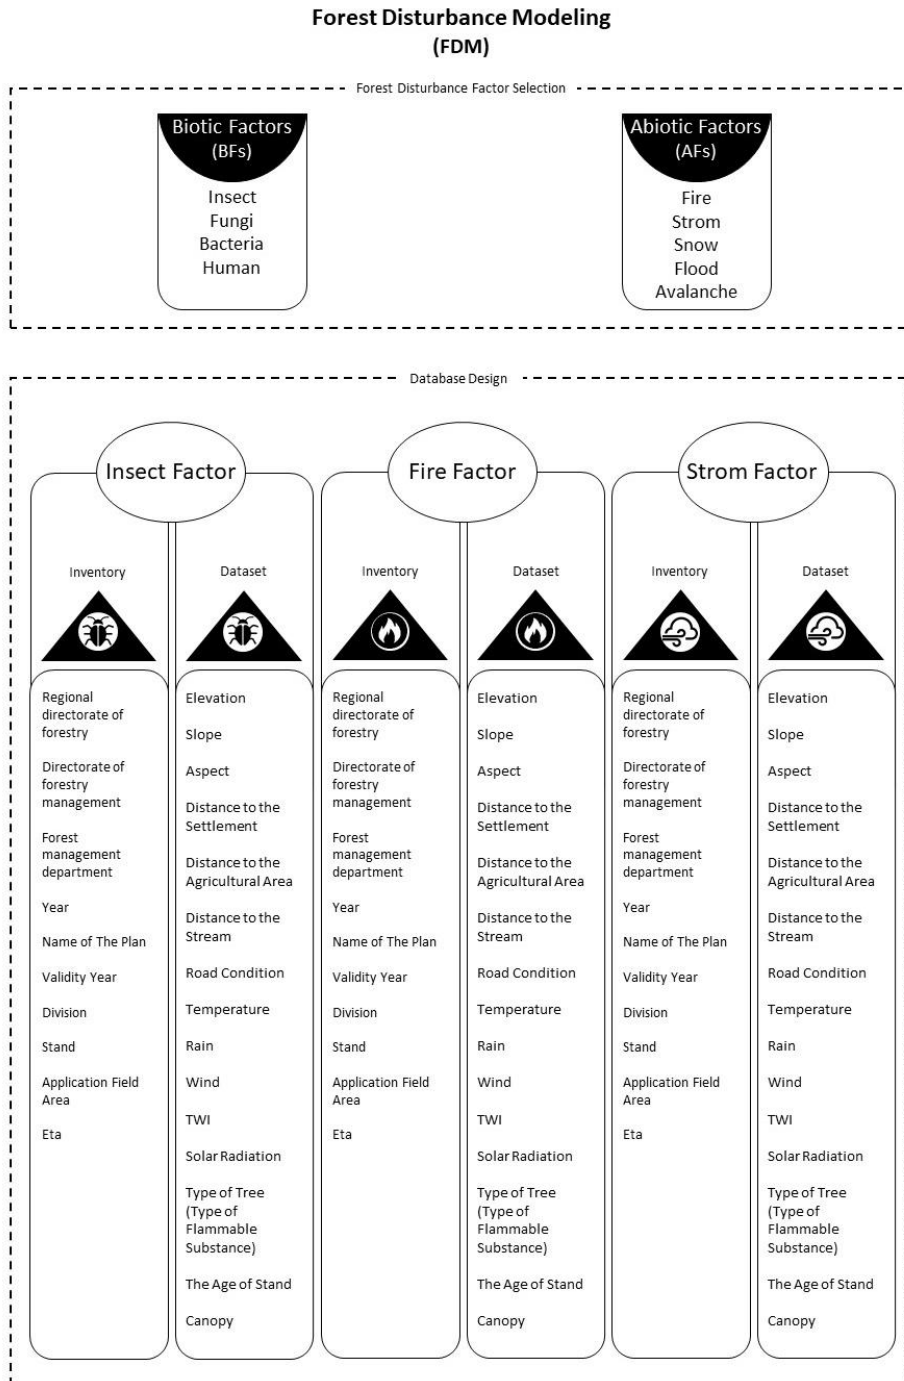 Forest Disturbance Modeling
(FDM)
Forest Disturbance Factor Selection
Biotic Factors
(BFs)
Insect
Fungi
Bacteria
Human
Abiotic Factors
(AFs)
Fire
Strom
Snow
Flood
Avalanche
Database Design
Insect Factor
Inventory
Regional
directorate of
forestry
Directorate of
forestry
management
Forest
management
department
Year
Name of The Plan
Validity Year
Division
Stand
Application Field
Area
Eta
Dataset
Elevation
Slope
Aspect
Distance to the
Settlement
Distance to the
Agricultural Area
Distance to the
Stream
Road Condition
Temperature
Rain
Wind
TWI
Solar Radiation
Type of Tree
(Type of
Flammable
Substance)
The Age of Stand
Canopy
Fire Factor
Inventory
Regional
directorate of
forestry
Directorate of
forestry
management
Forest
management
department
Year
Name of The Plan
Validity Year
Division
Stand
Application Field
Area
Eta
Dataset
Elevation
Slope
Aspect
Distance to the
Settlement
Distance to the
Agricultural Area
Distance to the
Stream
Road Condition
Temperature
Rain
Wind
TWI
Solar Radiation
Type of Tree
(Type of
Flammable
Substance)
The Age of Stand
Canopy
Strom Factor
Inventory
Regional
directorate of
forestry
Directorate of
forestry
management
Forest
management
department
Year
Name of The Plan
Validity Year
Division
Stand
Application Field
Area
Eta
Dataset
Elevation
Slope
Aspect
Distance to the
Settlement
Distance to the
Agricultural Area
Distance to the
Stream
Road Condition
Temperature
Rain
Wind
TWI
Solar Radiation
Type of Tree
(Type of
Flammable
Substance)
The Age of Stand
Canopy